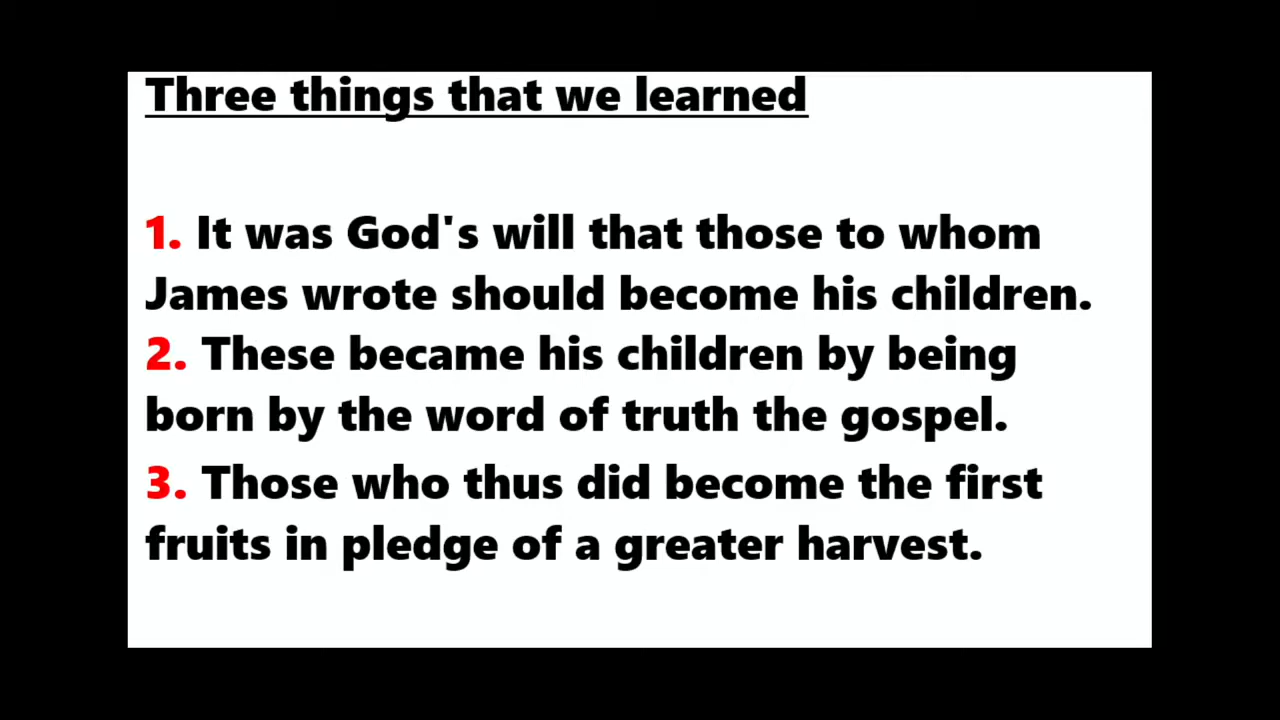 Three things that we learned
1. It was God's will that those to whom
James wrote should become his children.
2. These became his children by being
born by the word of truth the gospel.
3. Those who thus did become the first
fruits in pledge of a greater harvest.